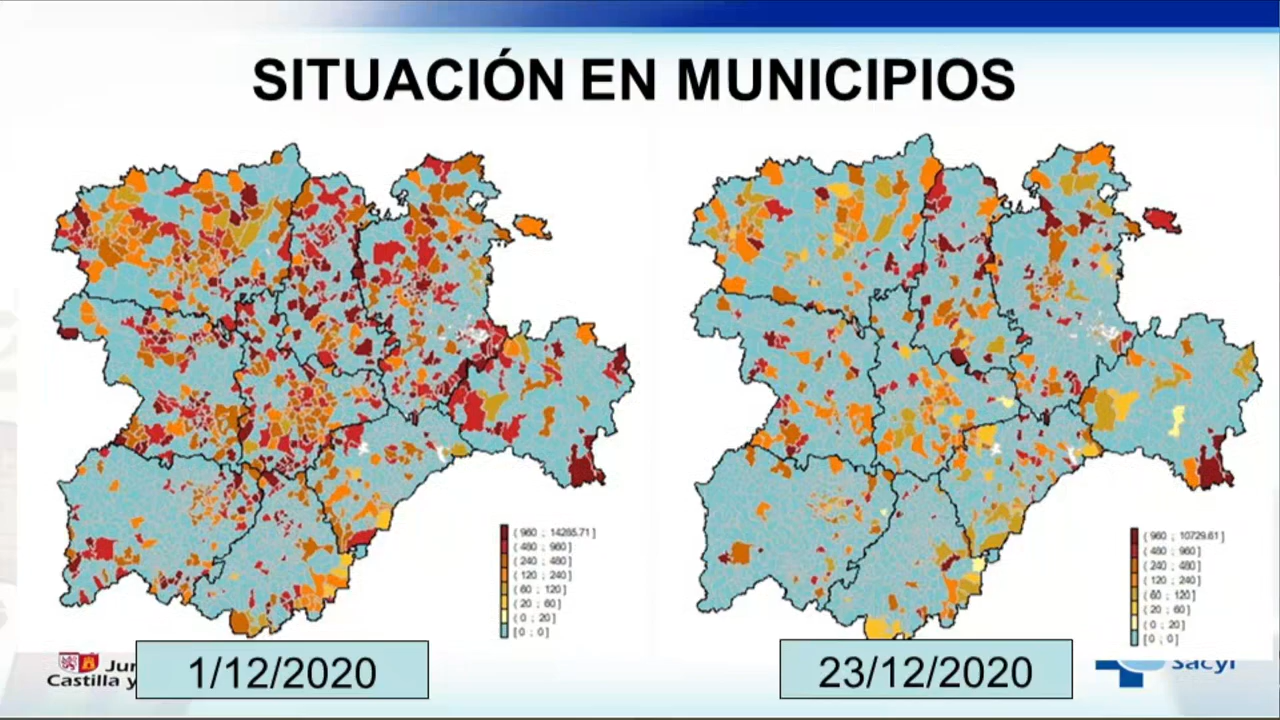 SITUACIÓN EN MUNICIPIOS
( 960 ; 14285.71 ]
( 480 ; 960 ]
( 240 ; 480 ]
( 120 ; 240 ]
( 60 ; 120 ]
( 20 ; 60 ]
( 0 ; 20 ]
[ 0 ; 0 ]
( 960 ; 10729.61 ]
( 480 ; 960 ]
( 240 ; 480 ]
( 120 ; 240 ]
( 60 ; 120 ]
( 20 ; 60 ]
( 0 ; 20 ]
[ 0 ; 0 ]
Jun
Castilla y
1/12/2020
23/12/2020
Sacyl